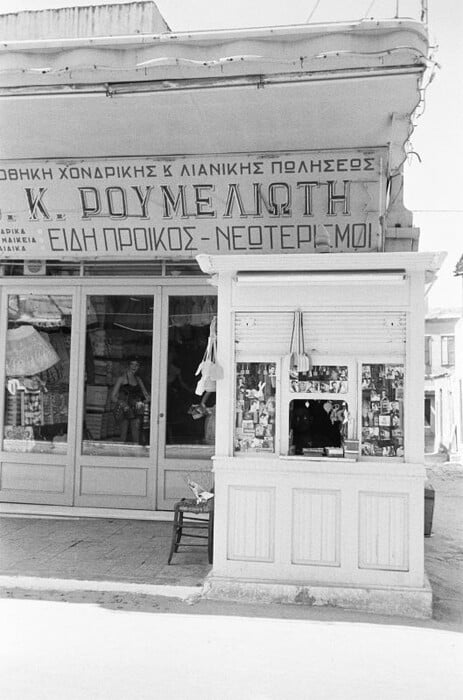 ΟΘΗΚΗ ΧΟΝΔΡΙΚΗΣ & ΛΙΑΝΙΚΗΣ ΠΩΛΗΣΕΩΣ
. Κ. ΡΟΥΜΕΛΙΩΤΗ
ΕΙΔΗ ΠΡΟΙΚΟΣ - ΝΕΩΤΕΡΙΣΜΟΙ